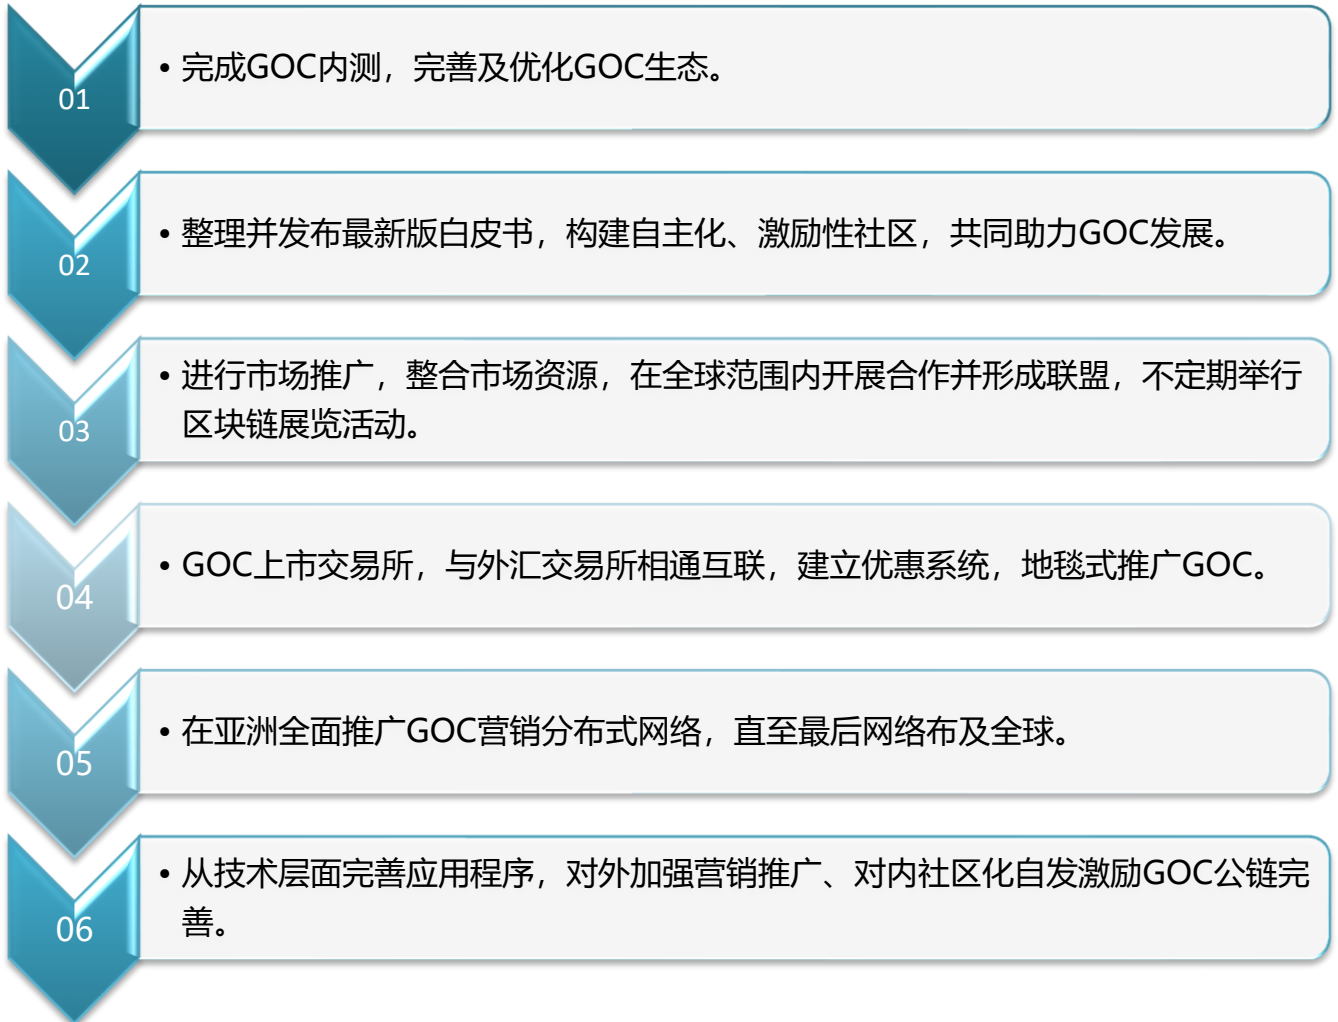 01
• 完成GOC内测，完善及优化GOC生态。
02
• 整理并发布最新版白皮书，构建自主化、激励性社区，共同助力GOC发展。
03
• 进行市场推广，整合市场资源，在全球范围内开展合作并形成联盟，不定期举行
区块链展览活动。
04
• GOC上市交易所，与外汇交易所相通互联，建立优惠系统，地毯式推广GOC。
05
• 在亚洲全面推广GOC营销分布式网络，直至最后网络布及全球。
06
• 从技术层面完善应用程序，对外加强营销推广、对内社区化自发激励GOC公链完
善。